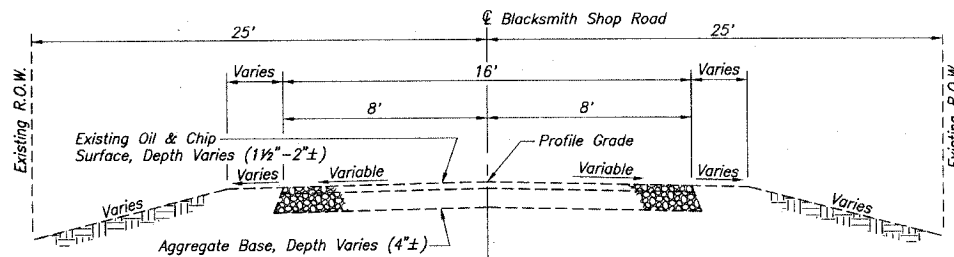 ℄ Blacksmith Shop Road
25' 25'
Varies 16' Varies
8' 8'
Existing R.O.W.
Existing R.O.W.
Existing Oil & Chip
Surface, Depth Varies (1½"-2"±)
Profile Grade
Varies Variable Variable Varies
Varies Varies
Aggregate Base, Depth Varies (4"±)